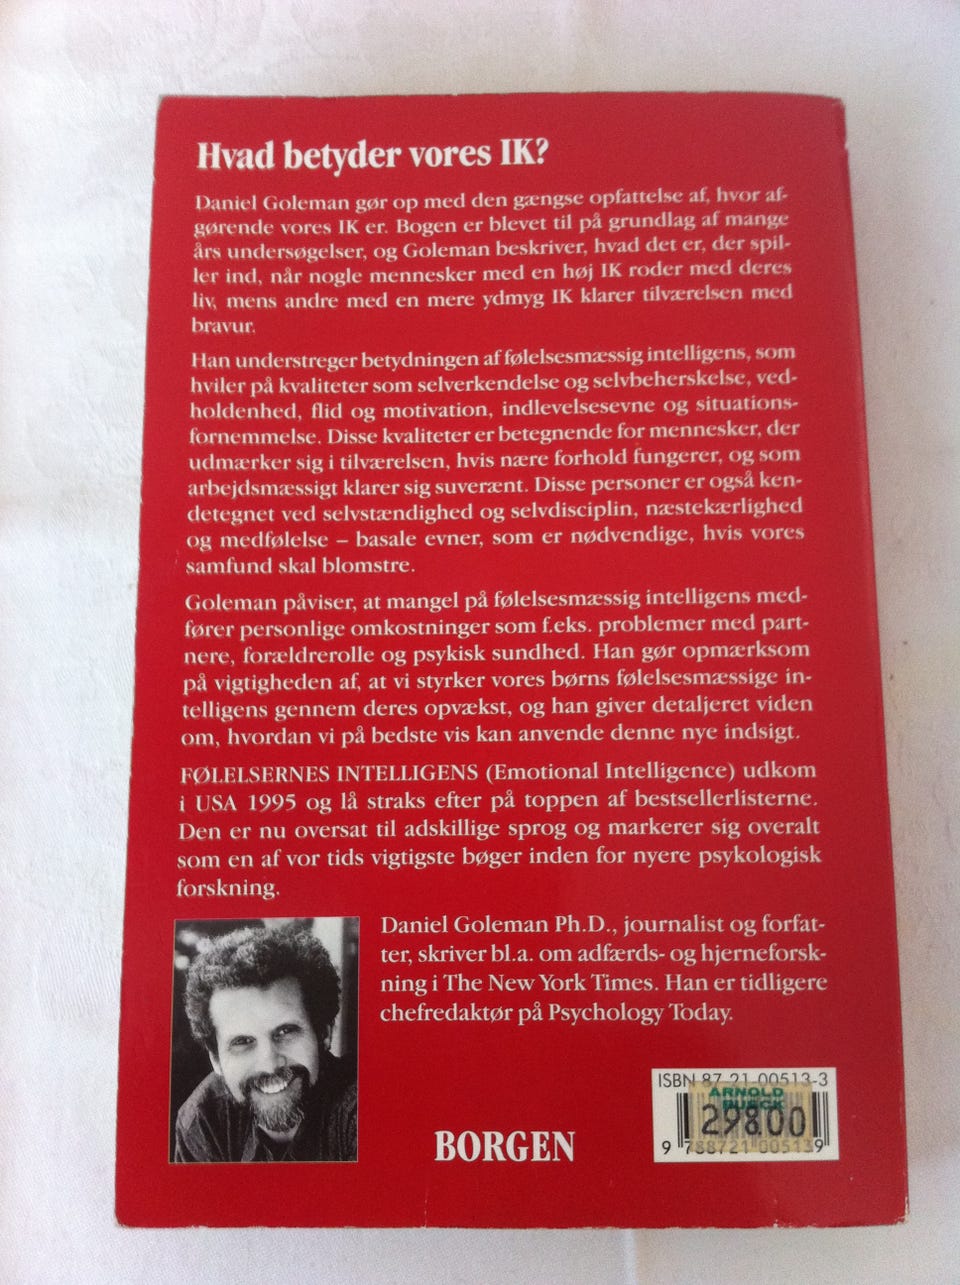 Hvad betyder vores IK?
Daniel Goleman gør op med den gængse opfattelse af, hvor af-
gørende vores IK er. Bogen er blevet til på grundlag af mange
års undersøgelser, og Goleman beskriver, hvad det er, der spil-
ler ind, når nogle mennesker med en høj IK roder med deres
liv, mens andre med en mere ydmyg IK klarer tilværelsen med
bravur.
Han understreger betydningen af følelsesmæssig intelligens, som
hviler på kvaliteter som selverkendelse og selvbeherskelse, ved-
holdenhed, flid og motivation, indlevelsesevne og situations-
fornemmelse. Disse kvaliteter er betegnende for mennesker, der
udmærker sig i tilværelsen, hvis nære forhold fungerer, og som
arbejdsmæssigt klarer sig suverænt. Disse personer er også ken-
detegnet ved selvstændighed og selvdisciplin, næstekærlighed
og medfølelse – basale evner, som er nødvendige, hvis vores
samfund skal blomstre.
Goleman påviser, at mangel på følelsesmæssig intelligens med-
fører personlige omkostninger som f.eks. problemer med part-
nere, forældrerolle og psykisk sundhed. Han gør opmærksom
på vigtigheden af, at vi styrker vores børns følelsesmæssige in-
telligens gennem deres opvækst, og han giver detaljeret viden
om, hvordan vi på bedste vis kan anvende denne nye indsigt.
FØLELSERNES INTELLIGENS (Emotional Intelligence) udkom
i USA 1995 og lå straks efter på toppen af bestsellerlisterne.
Den er nu oversat til adskillige sprog og markerer sig overalt
som en af vor tids vigtigste bøger inden for nyere psykologisk
forskning.
Daniel Goleman Ph.D., journalist og forfat-
ter, skriver bl.a. om adfærds- og hjerneforsk-
ning i The New York Times. Han er tidligere
chefredaktør på Psychology Today.
ISBN 87-21-00513-3
ARNOLD
BUSCK
298.00
9 788721 005139
BORGEN